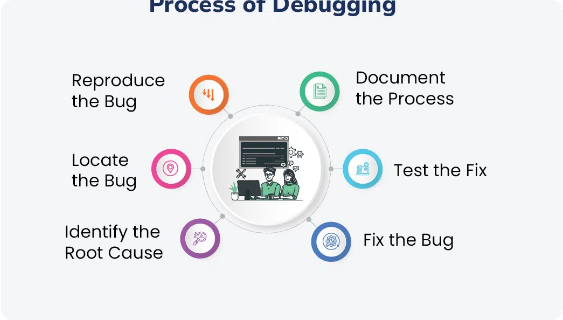 Process of Debugging
Reproduce
the Bug
Locate
the Bug
Identify the
Root Cause
Fix the Bug
Test the Fix
Document
the Process